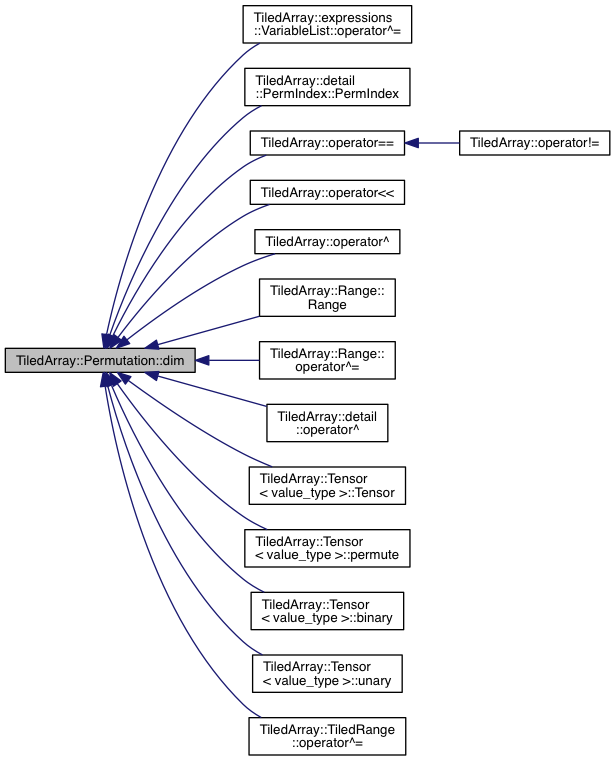 TiledArray::expressions
::VariableList::operator^=
TiledArray::detail
::PermIndex::PermIndex
TiledArray::operator==
TiledArray::operator!=
TiledArray::operator<<
TiledArray::operator^
TiledArray::Range::
Range
TiledArray::Permutation::dim
TiledArray::Range::
operator^=
TiledArray::detail
::operator^
TiledArray::Tensor
< value_type >::Tensor
TiledArray::Tensor
< value_type >::permute
TiledArray::Tensor
< value_type >::binary
TiledArray::Tensor
< value_type >::unary
TiledArray::TiledRange
::operator^=